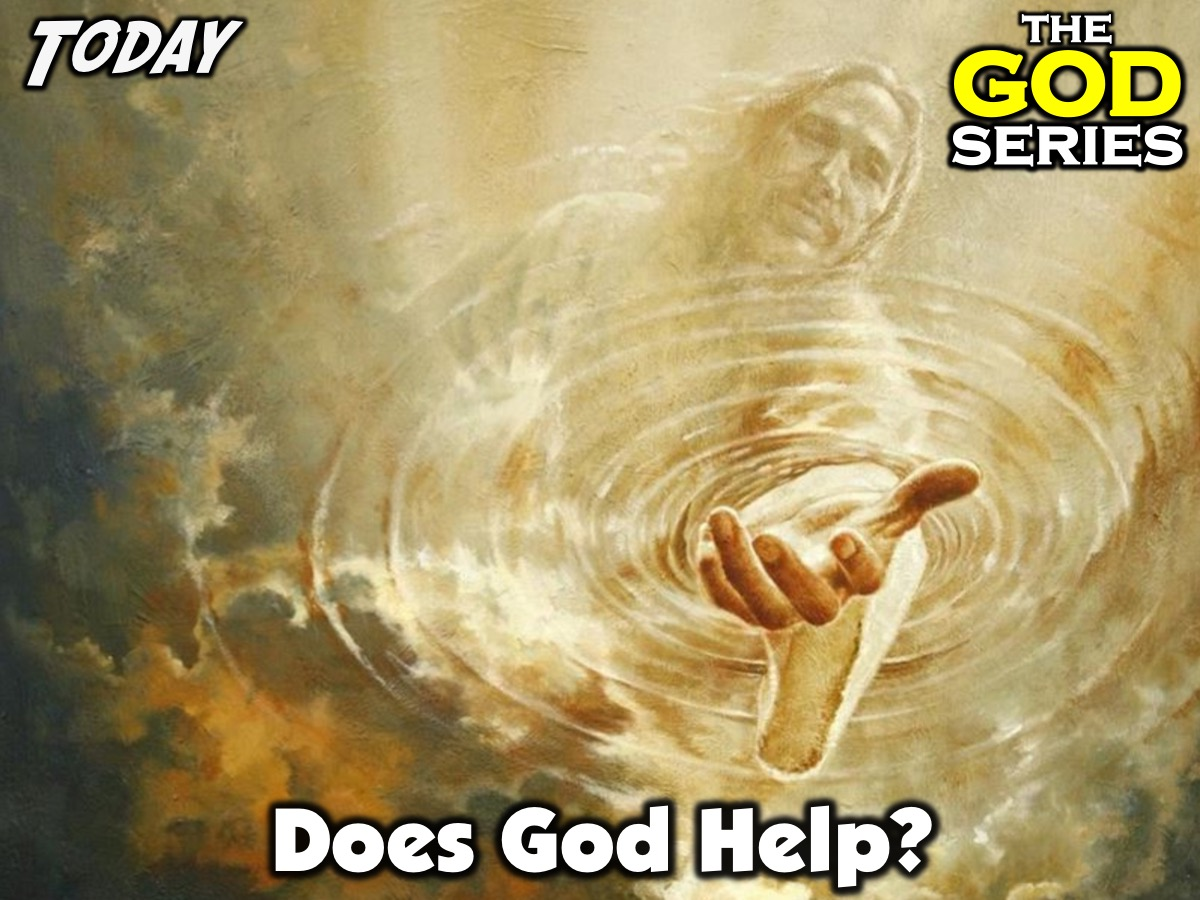 TODAY
THE
GOD
SERIES
Does God Help?